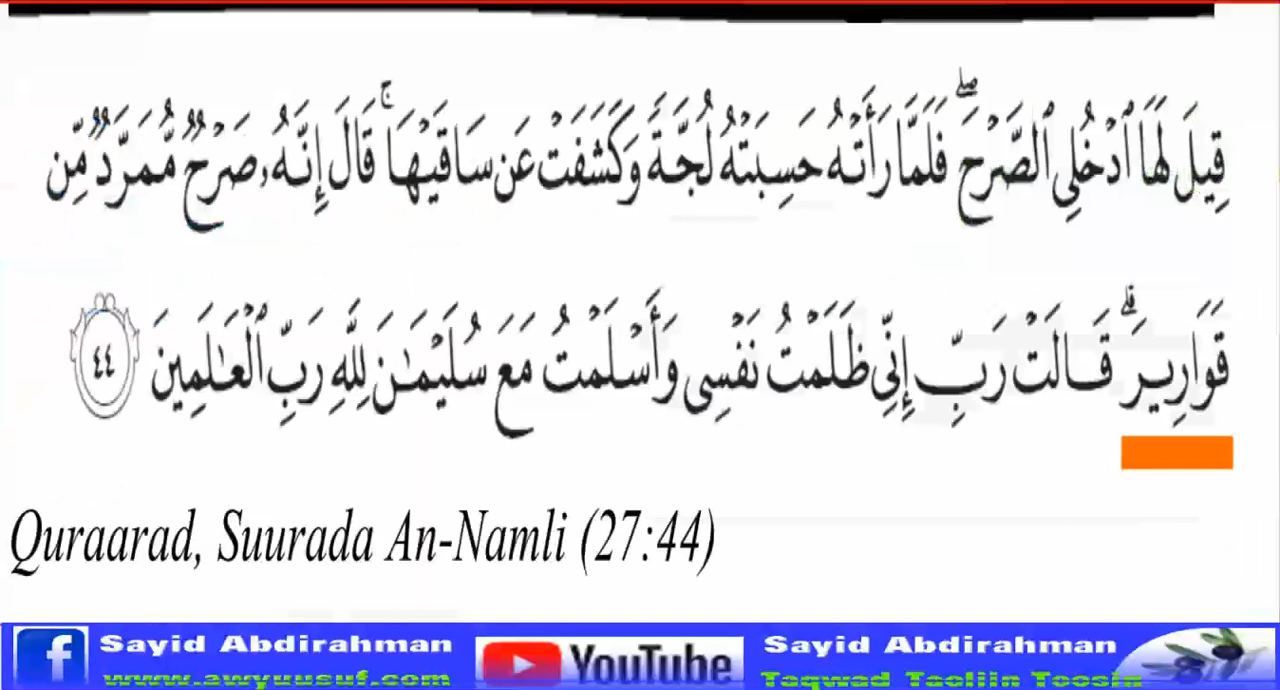 قِيلَ لَهَا ٱدْخُلِى ٱلصَّرْحَ ۖ فَلَمَّا رَأَتْهُ حَسِبَتْهُ لُجَّةً وَكَشَفَتْ عَن سَاقَيْهَا ۚ قَالَ إِنَّهُۥ صَرْحٌ مُّمَرَّدٌ مِّن
قَوَارِيرَ ۗ قَالَتْ رَبِّ إِنِّى ظَلَمْتُ نَفْسِى وَأَسْلَمْتُ مَعَ سُلَيْمَـٰنَ لِلَّهِ رَبِّ ٱلْعَـٰلَمِينَ ٤٤
Quraarad, Suurada An-Namli (27:44)
f Sayid Abdirahman YouTube Sayid Abdirahman
www.awyuusuf.com Taqwad Taoliin Toosin